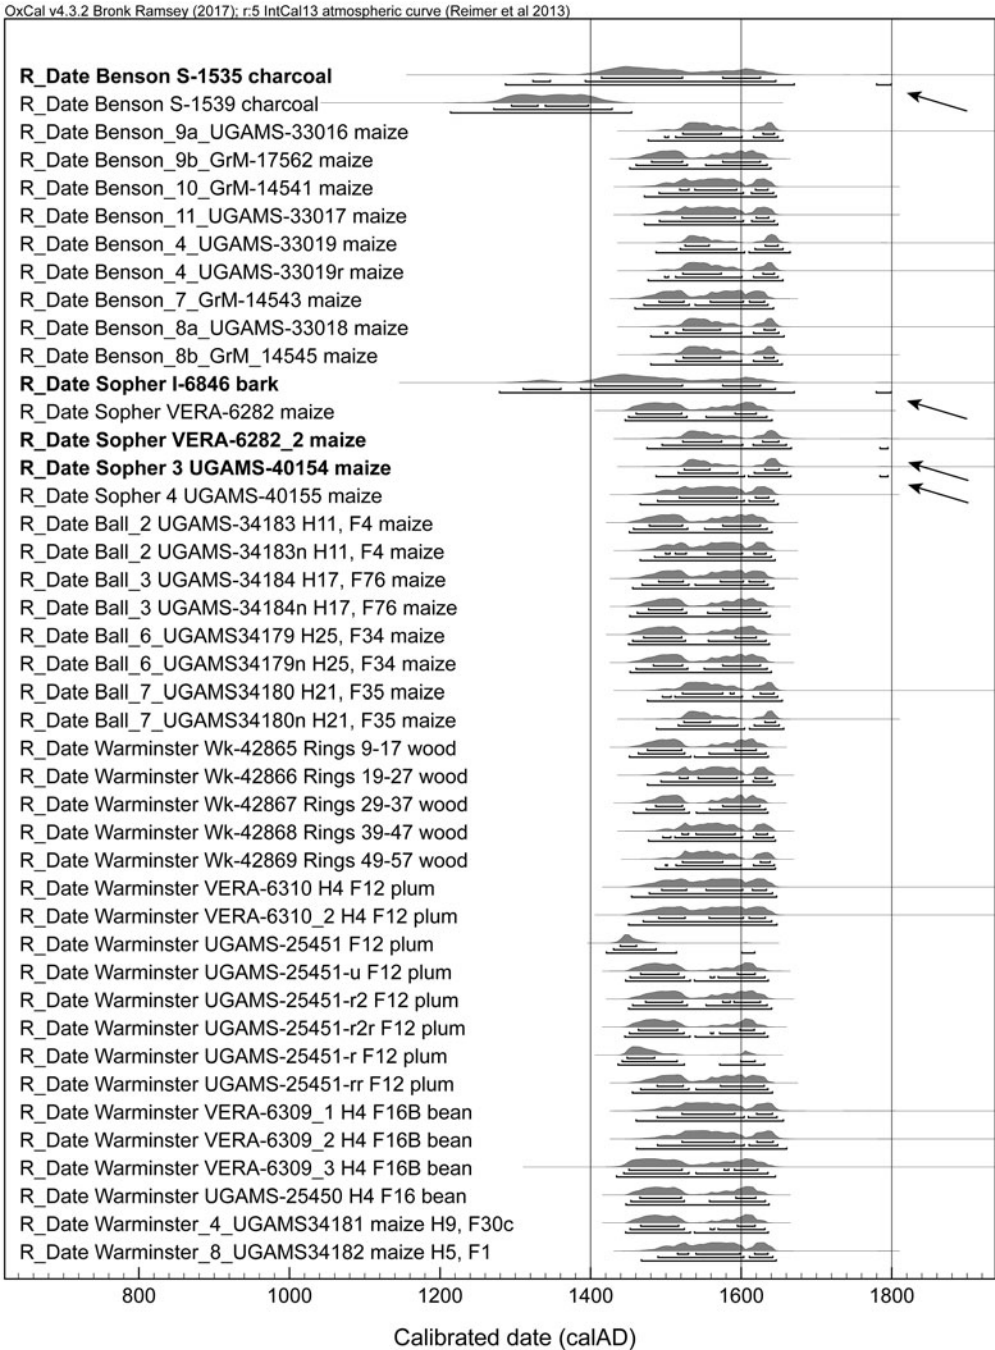 OxCal v4.3.2 Bronk Ramsey (2017); r:5 IntCal13 atmospheric curve (Reimer et al 2013)
R_Date Benson S-1535 charcoal
R_Date Benson S-1539 charcoal
R_Date Benson_9a_UGAMS-33016 maize
R_Date Benson_9b_GrM-17562 maize
R_Date Benson_10_GrM-14541 maize
R_Date Benson_11_UGAMS-33017 maize
R_Date Benson_4_UGAMS-33019 maize
R_Date Benson_4_UGAMS-33019r maize
R_Date Benson_7_GrM-14543 maize
R_Date Benson_8a_UGAMS-33018 maize
R_Date Benson_8b_GrM_14545 maize
R_Date Sopher I-6846 bark
R_Date Sopher VERA-6282 maize
R_Date Sopher VERA-6282_2 maize
R_Date Sopher 3 UGAMS-40154 maize
R_Date Sopher 4 UGAMS-40155 maize
R_Date Ball_2 UGAMS-34183 H11, F4 maize
R_Date Ball_2 UGAMS-34183n H11, F4 maize
R_Date Ball_3 UGAMS-34184 H17, F76 maize
R_Date Ball_3 UGAMS-34184n H17, F76 maize
R_Date Ball_6_UGAMS34179 H25, F34 maize
R_Date Ball_6_UGAMS34179n H25, F34 maize
R_Date Ball_7_UGAMS34180 H21, F35 maize
R_Date Ball_7_UGAMS34180n H21, F35 maize
R_Date Warminster Wk-42865 Rings 9-17 wood
R_Date Warminster Wk-42866 Rings 19-27 wood
R_Date Warminster Wk-42867 Rings 29-37 wood
R_Date Warminster Wk-42868 Rings 39-47 wood
R_Date Warminster Wk-42869 Rings 49-57 wood
R_Date Warminster VERA-6310 H4 F12 plum
R_Date Warminster VERA-6310_2 H4 F12 plum
R_Date Warminster UGAMS-25451 F12 plum
R_Date Warminster UGAMS-25451-u F12 plum
R_Date Warminster UGAMS-25451-r2 F12 plum
R_Date Warminster UGAMS-25451-r2r F12 plum
R_Date Warminster UGAMS-25451-r F12 plum
R_Date Warminster UGAMS-25451-rr F12 plum
R_Date Warminster VERA-6309_1 H4 F16B bean
R_Date Warminster VERA-6309_2 H4 F16B bean
R_Date Warminster VERA-6309_3 H4 F16B bean
R_Date Warminster UGAMS-25450 H4 F16 bean
R_Date Warminster_4_UGAMS34181 maize H9, F30c
R_Date Warminster_8_UGAMS34182 maize H5, F1
800 1000 1200 1400 1600 1800
Calibrated date (calAD)